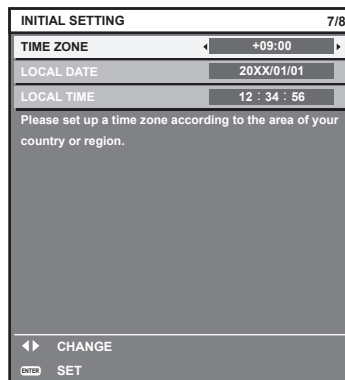 INITIAL SETTING 7/8
TIME ZONE +09:00
LOCAL DATE 20XX/01/01
LOCAL TIME 12 : 34 : 56
Please set up a time zone according to the area of your
country or region.
CHANGE
ENTER SET